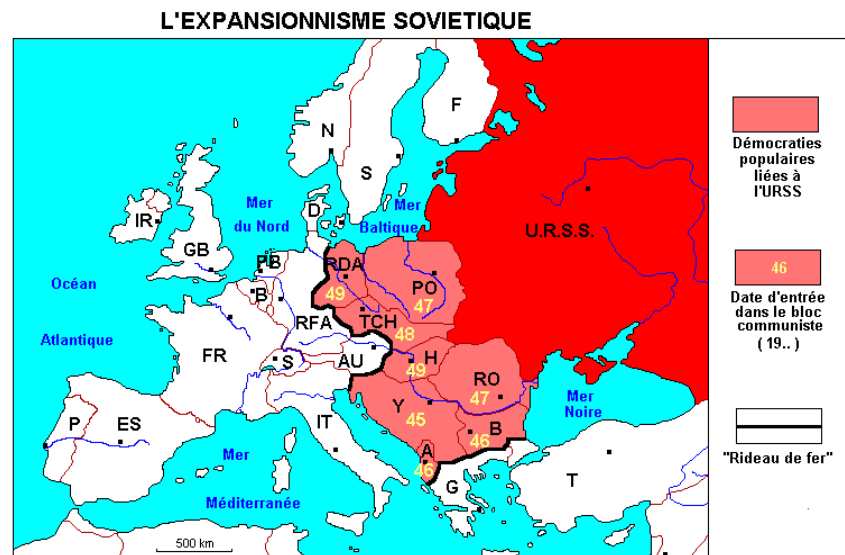 L'EXPANSIONNISME SOVIETIQUE
F
N
S
Mer
du Nord
D
Mer
Baltique
IR
GB
PB
B
RDA
49
PO
47
U.R.S.S.
Océan
Atlantique
RFA
TCH
48
FR
S
AU
H
49
RO
47
Mer
Noire
Y
45
B
46
P
ES
IT
A
46
G
T
Mer
Méditerranée
500 km
Démocraties
populaires
liées à
l'URSS
46
Date d'entrée
dans le bloc
communiste
( 19.. )
"Rideau de fer"